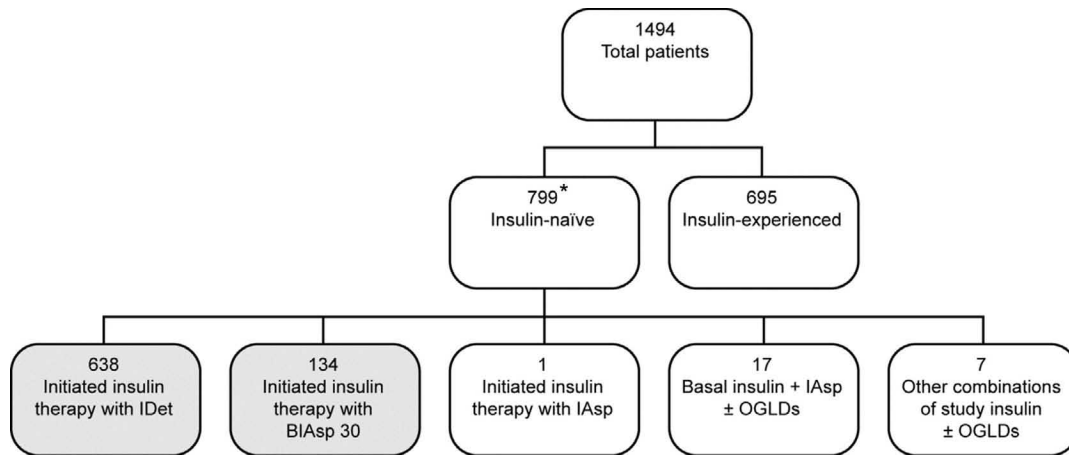 1494
Total patients
799*
Insulin-naïve
695
Insulin-experienced
638
Initiated insulin
therapy with IDet
134
Initiated insulin
therapy with
BIAsp 30
1
Initiated insulin
therapy with IAsp
17
Basal insulin + IAsp
± OGLDs
7
Other combinations
of study insulin
± OGLDs